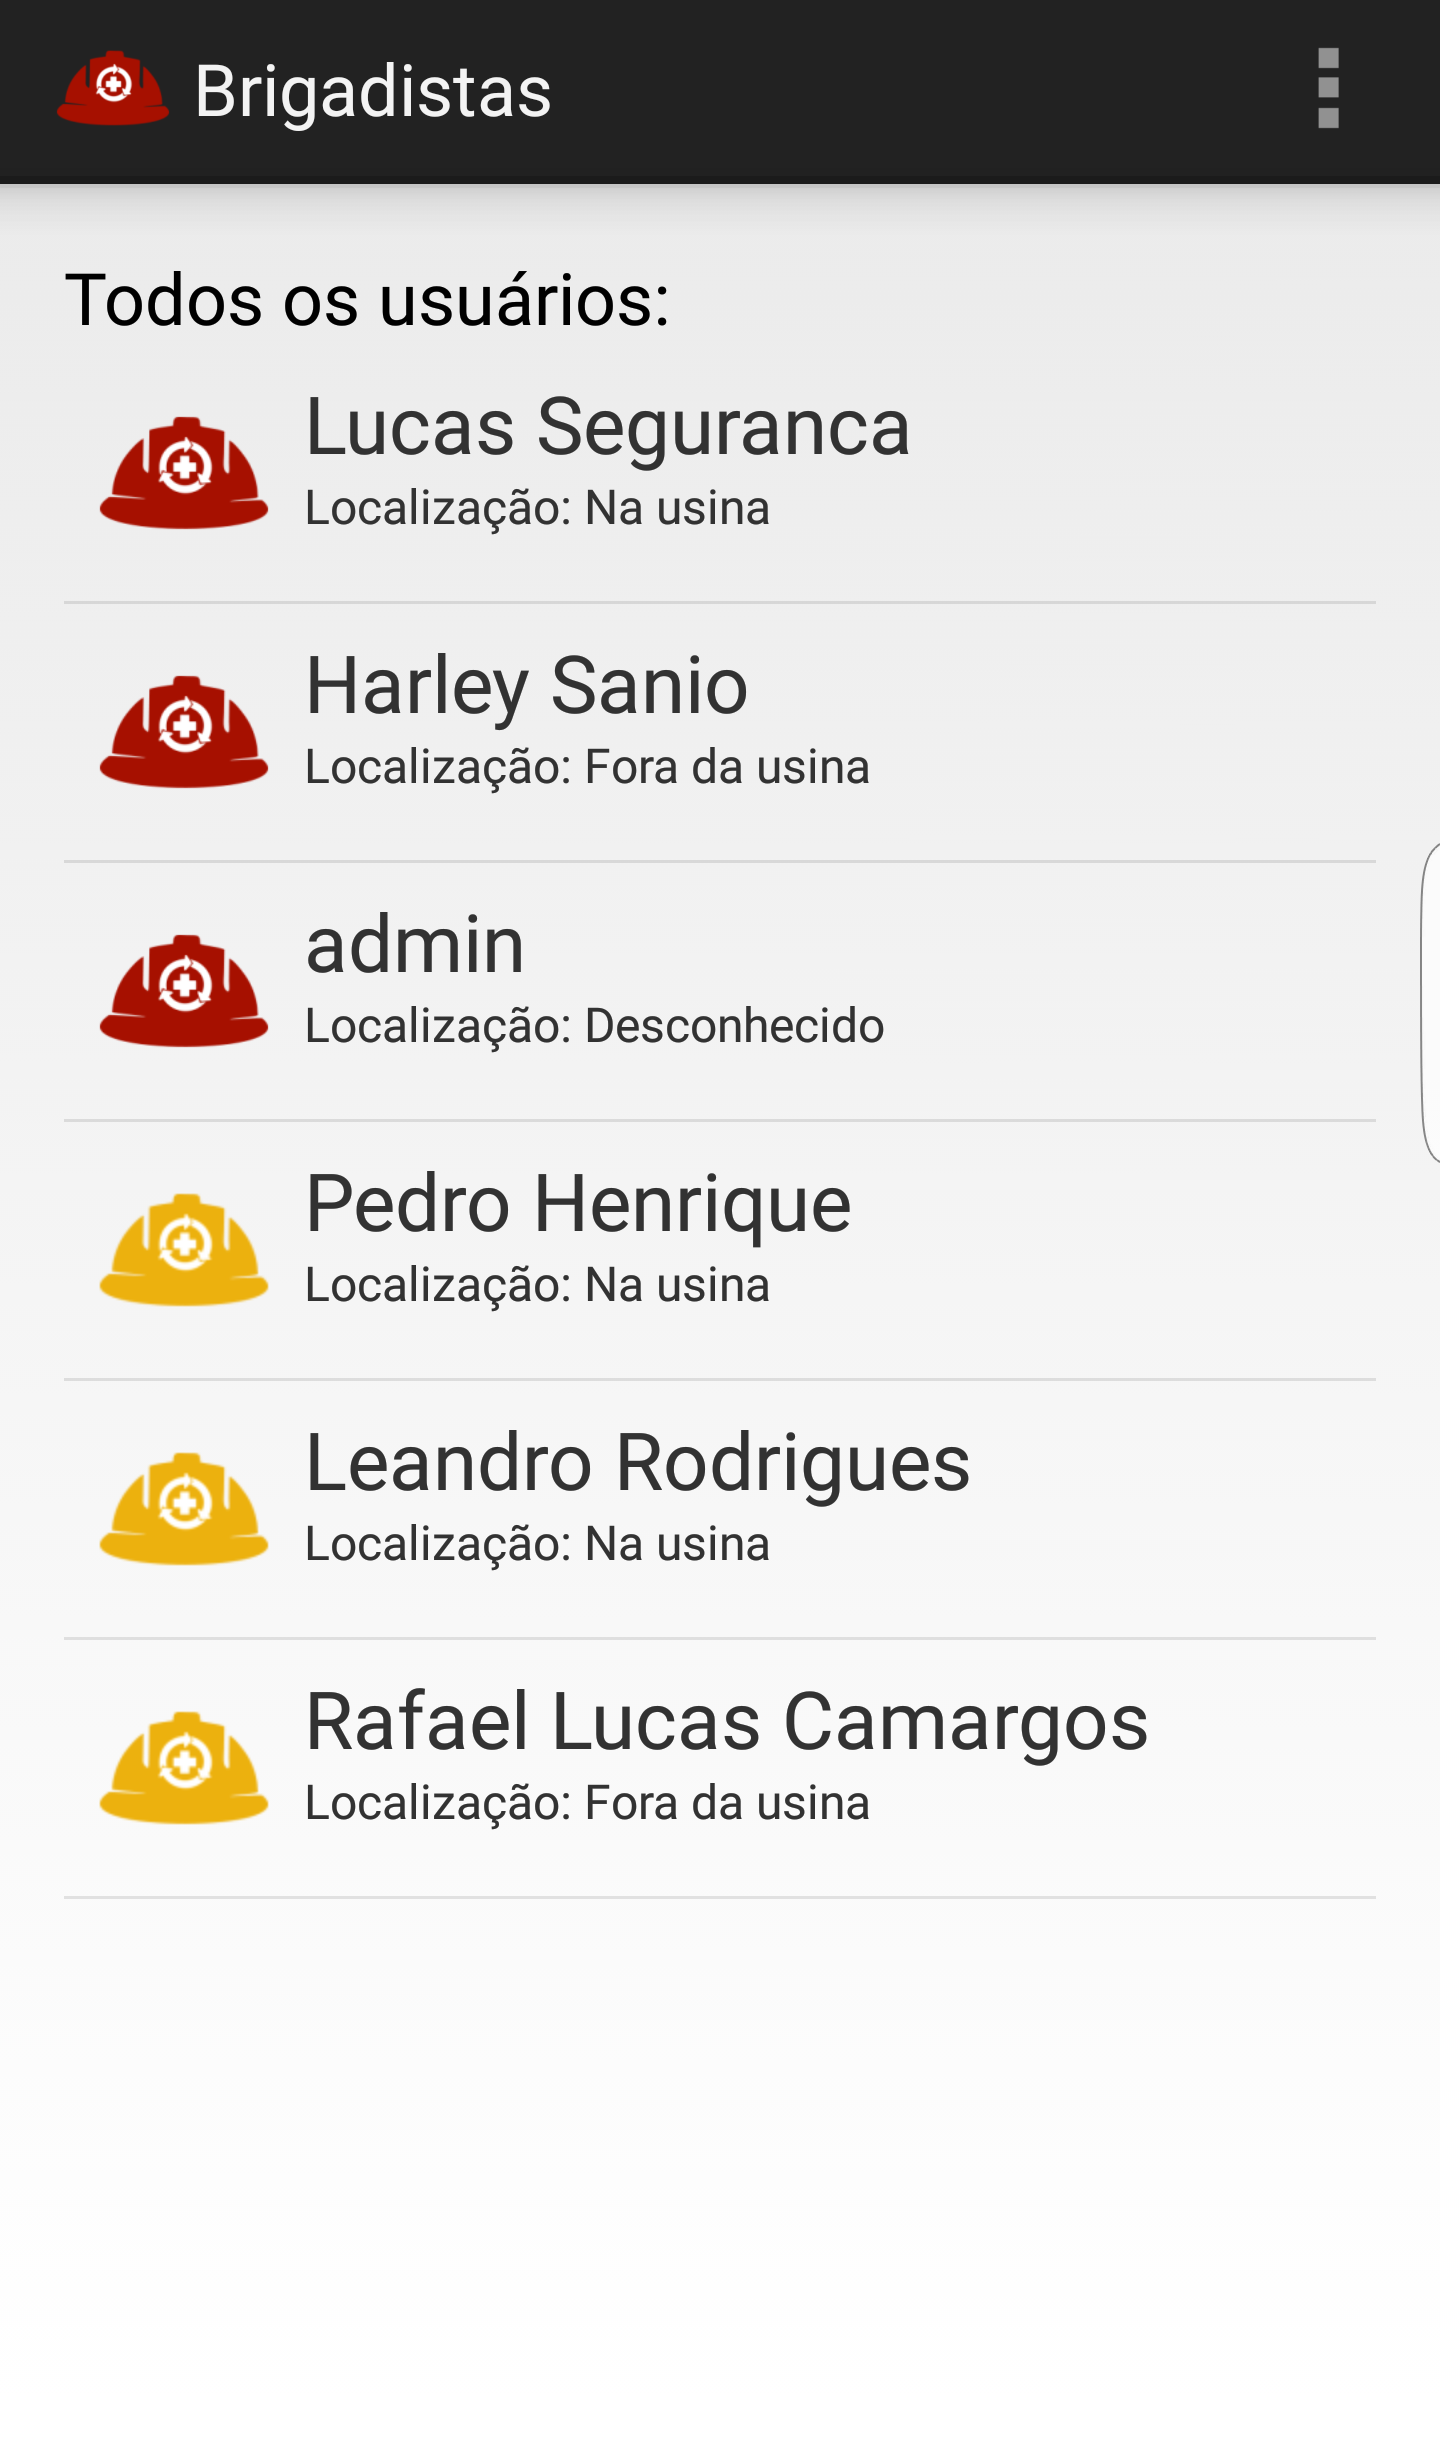 Brigadistas
Todos os usuários:
Lucas Seguranca
Localização: Na usina
Harley Sanio
Localização: Fora da usina
admin
Localização: Desconhecido
Pedro Henrique
Localização: Na usina
Leandro Rodrigues
Localização: Na usina
Rafael Lucas Camargos
Localização: Fora da usina